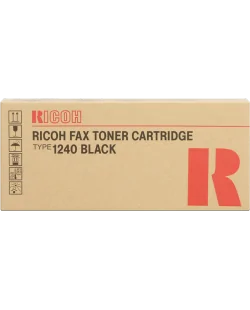 RICOH
RICOH FAX TONER CARTRIDGE
TYPE 1240 BLACK
R